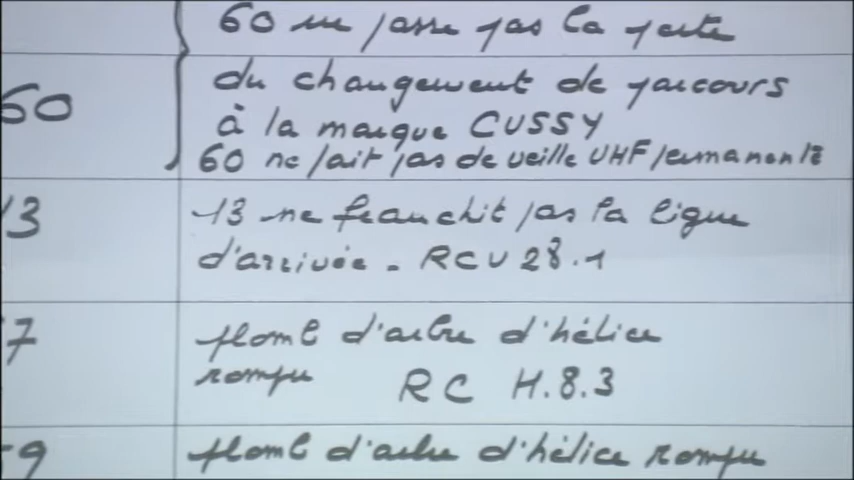 60 ne passe pas la porte
du changement de parcours
60
à la marque CUSSY
60 ne fait pas de veille UHF permanente
13
13 ne franchit pas la ligne
d'arrivée - RCV 28.1
7
plomb d'arbre d'hélice
rompu RC H.8.3
9
plomb d'arbre d'hélice rompu